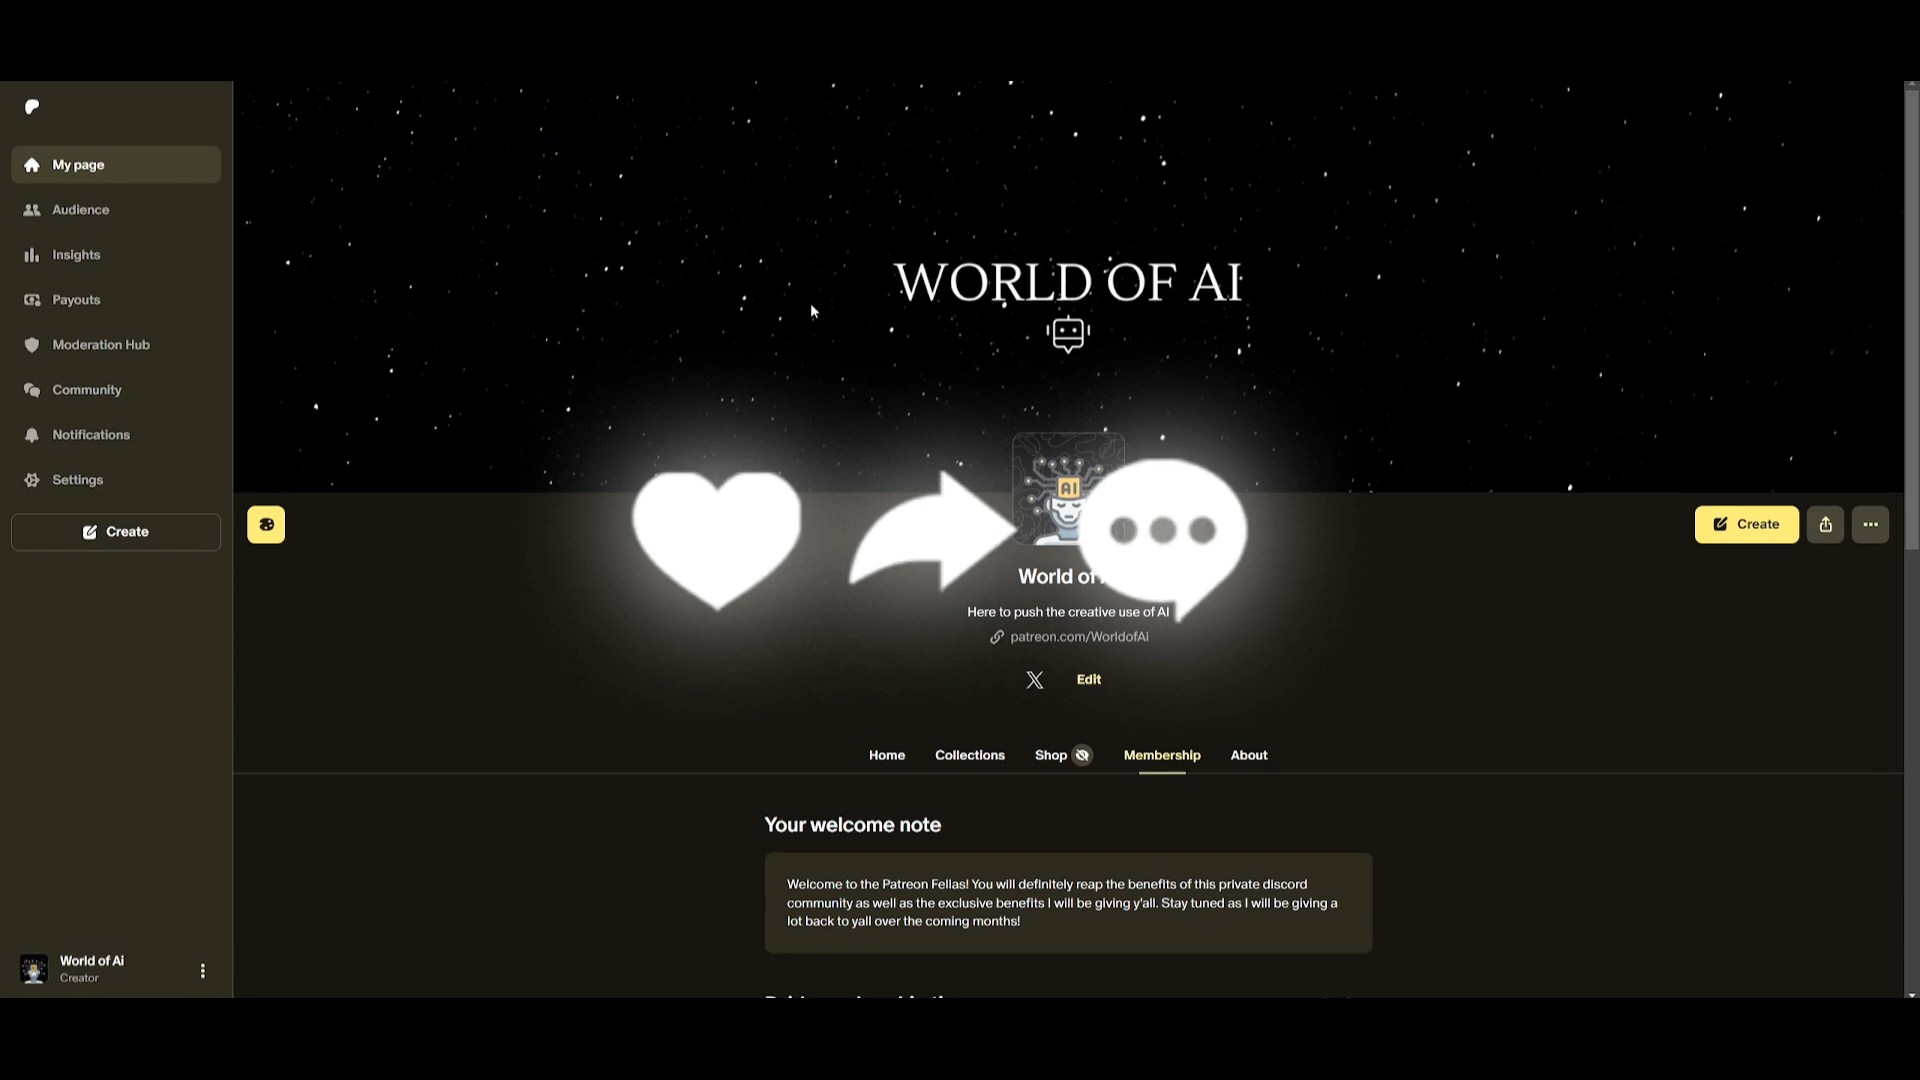 My page
Audience
Insights
Payouts
Moderation Hub
Community
Notifications
Settings
Create
World of Ai
Creator
WORLD OF AI
AI
Create
World of
Here to push the creative use of AI
patreon.com/WorldofAi
Edit
Home
Collections
Shop
Membership
About
Your welcome note
Welcome to the Patreon Fellas! You will definitely reap the benefits of this private discord
community as well as the exclusive benefits I will be giving y'all. Stay tuned as I will be giving a
lot back to yall over the coming months!